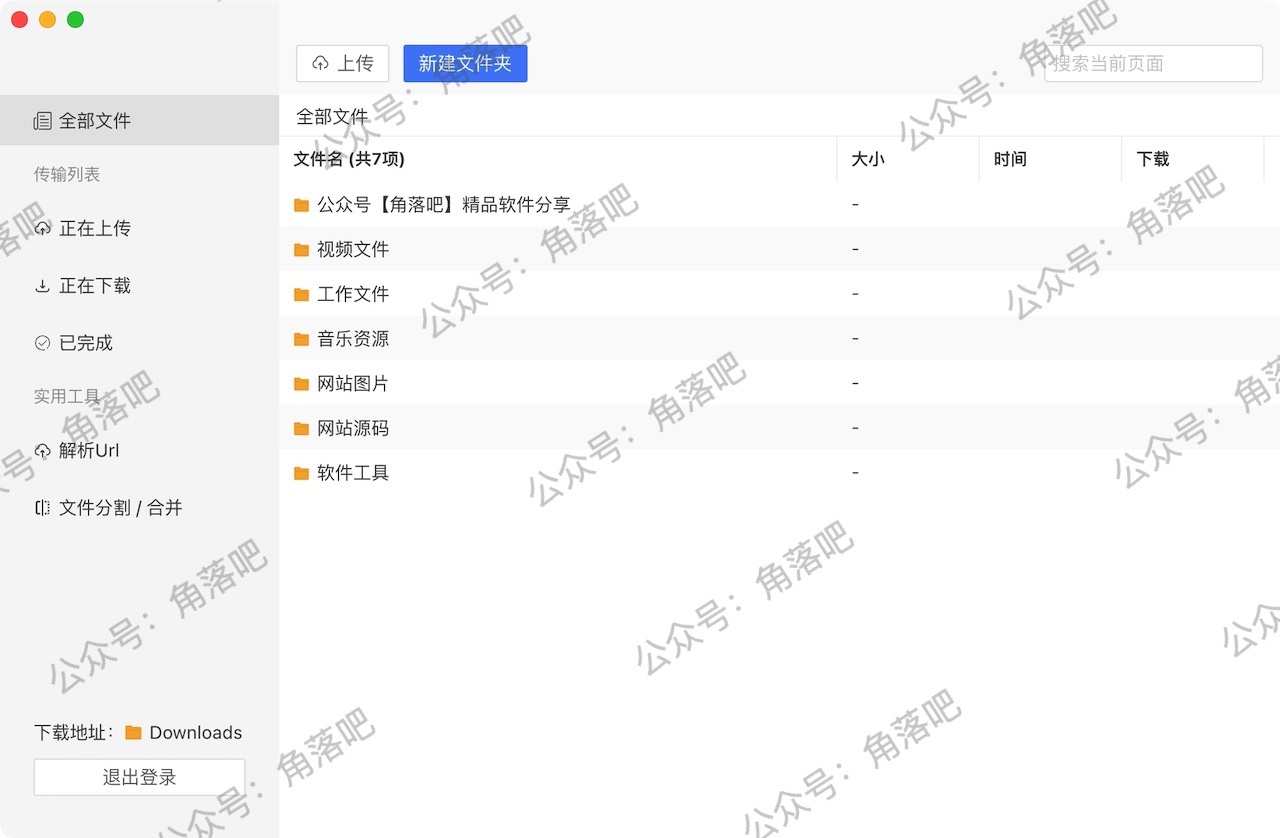 上传
新建文件夹
搜索当前页面
全部文件
传输列表
正在上传
正在下载
已完成
实用工具
解析Url
文件分割 / 合并
下载地址： Downloads
退出登录
全部文件
文件名 (共7项) 大小 时间 下载
公众号【角落吧】精品软件分享 -
视频文件 -
工作文件 -
音乐资源 -
网站图片 -
网站源码 -
软件工具 -
公众号：角落吧
公众号：角落吧
公众号：角落吧
公众号：角落吧
公众号：角落吧
公众号：角落吧
公众号：角落吧
公众号：角落吧
公众号：角落吧
公众号：角落吧